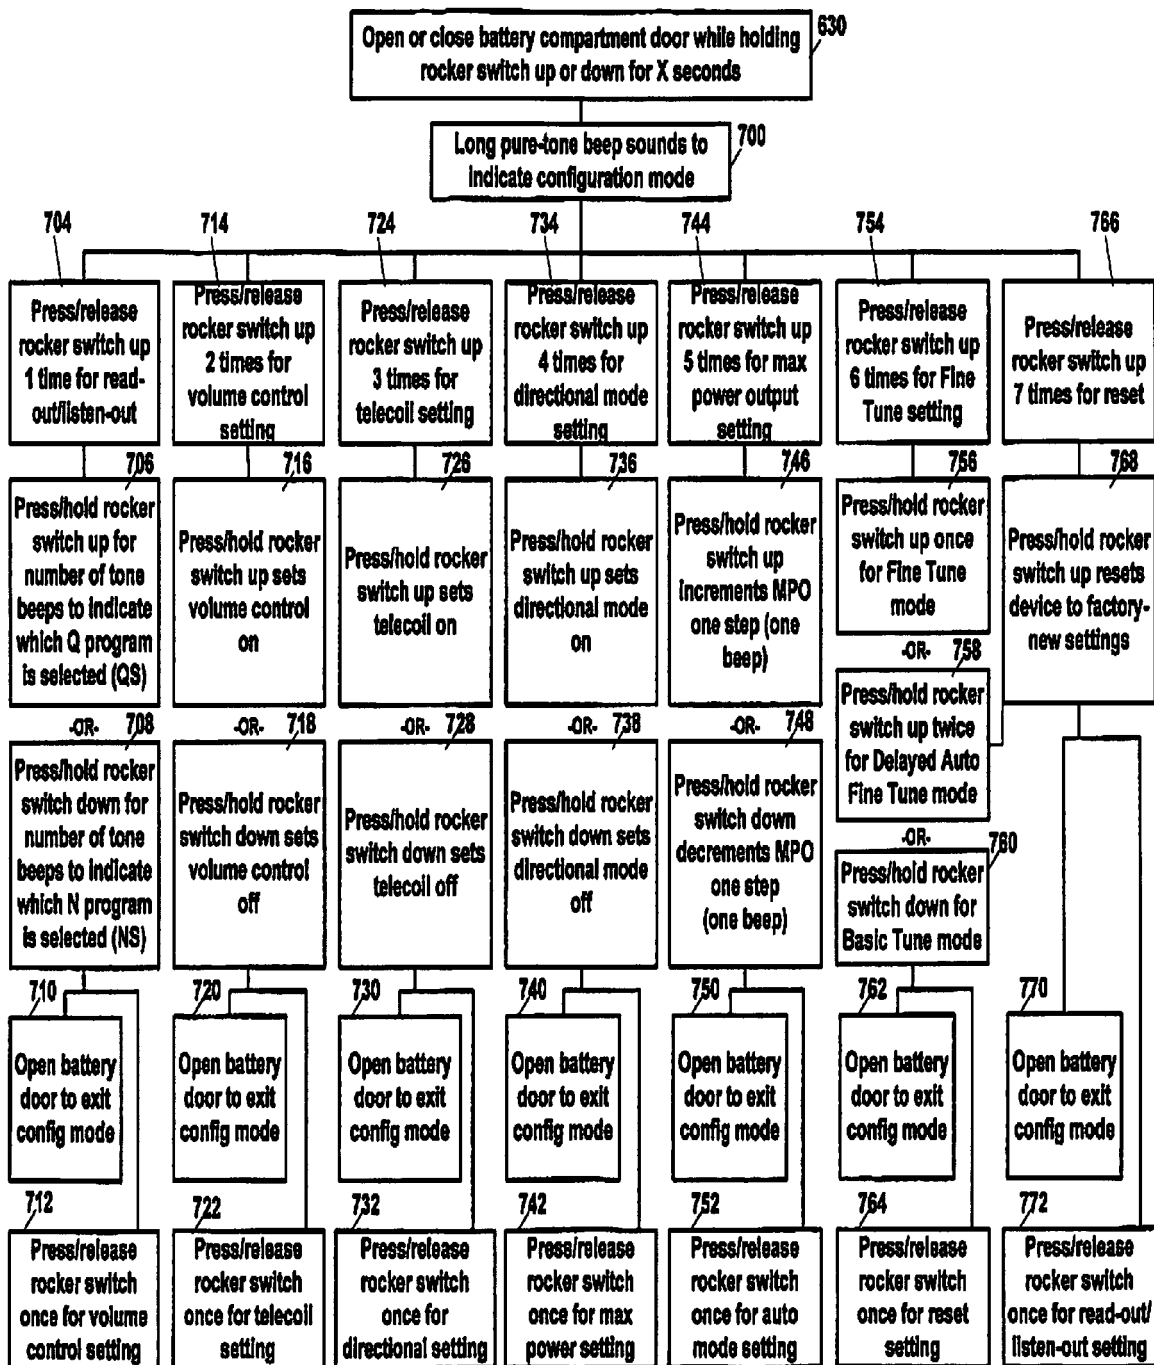 Open or close battery compartment door while holding
rocker switch up or down for X seconds
630
Long pure-tone beep sounds to
indicate configuration mode
700
704
Press/release
rocker switch up
1 time for read-
out/listen-out
714
Press/release
rocker switch up
2 times for
volume control
setting
724
Press/release
rocker switch up
3 times for
telecoil setting
734
Press/release
rocker switch up
4 times for
directional mode
setting
744
Press/release
rocker switch up
5 times for max
power output
setting
754
Press/release
rocker switch up
6 times for Fine
Tune setting
766
Press/release
rocker switch up
7 times for reset
706
Press/hold rocker
switch up for
number of tone
beeps to indicate
which Q program
is selected (QS)
716
Press/hold rocker
switch up sets
volume control
on
726
Press/hold rocker
switch up sets
telecoil on
736
Press/hold rocker
switch up sets
directional mode
on
746
Press/hold rocker
switch up
increments MPO
one step (one
beep)
756
Press/hold rocker
switch up once
for Fine Tune
mode
768
Press/hold rocker
switch up resets
device to factory-
new settings
-OR-
708
Press/hold rocker
switch down for
number of tone
beeps to indicate
which N program
is selected (NS)
-OR-
718
Press/hold rocker
switch down sets
volume control
off
-OR-
728
Press/hold rocker
switch down sets
telecoil off
-OR-
738
Press/hold rocker
switch down sets
directional mode
off
-OR-
748
Press/hold rocker
switch down
decrements MPO
one step
(one beep)
-OR-
758
Press/hold rocker
switch up twice
for Delayed Auto
Fine Tune mode
-OR-
760
Press/hold rocker
switch down for
Basic Tune mode
710
Open battery
door to exit
config mode
720
Open battery
door to exit
config mode
730
Open battery
door to exit
config mode
740
Open battery
door to exit
config mode
750
Open battery
door to exit
config mode
762
Open battery
door to exit
config mode
770
Open battery
door to exit
config mode
712
Press/release
rocker switch
once for volume
control setting
722
Press/release
rocker switch
once for telecoil
setting
732
Press/release
rocker switch
once for
directional setting
742
Press/release
rocker switch
once for max
power setting
752
Press/release
rocker switch
once for auto
mode setting
764
Press/release
rocker switch
once for reset
setting
772
Press/release
rocker switch
once for read-out/
listen-out setting